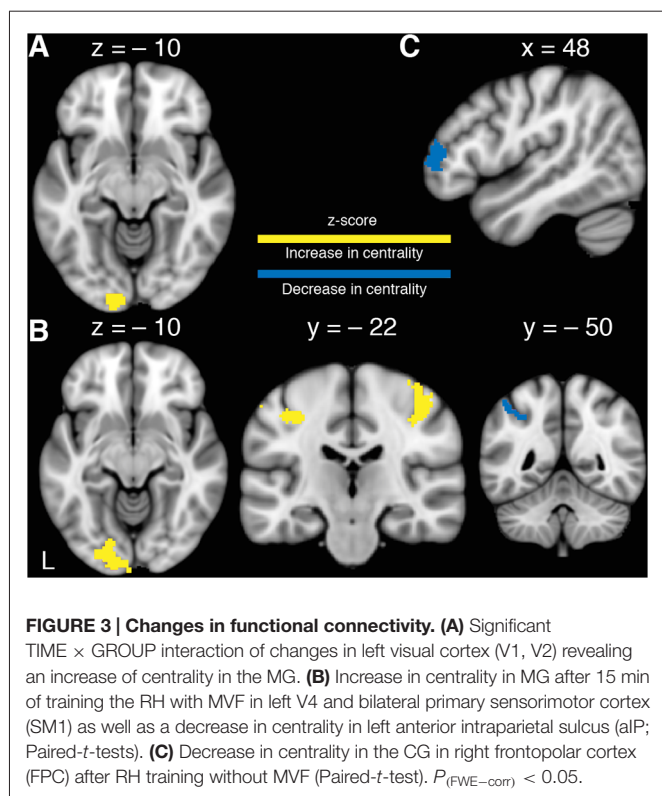 A
z = – 10
C
x = 48
z-score
Increase in centrality
Decrease in centrality
B
z = – 10
y = – 22
y = – 50
L
FIGURE 3 | Changes in functional connectivity. (A) Significant
TIME × GROUP interaction of changes in left visual cortex (V1, V2) revealing
an increase of centrality in the MG. (B) Increase in centrality in MG after 15 min
of training the RH with MVF in left V4 and bilateral primary sensorimotor cortex
(SM1) as well as a decrease in centrality in left anterior intraparietal sulcus (aIP;
Paired-t-tests). (C) Decrease in centrality in the CG in right frontopolar cortex
(FPC) after RH training without MVF (Paired-t-test). P(FWE−corr) < 0.05.